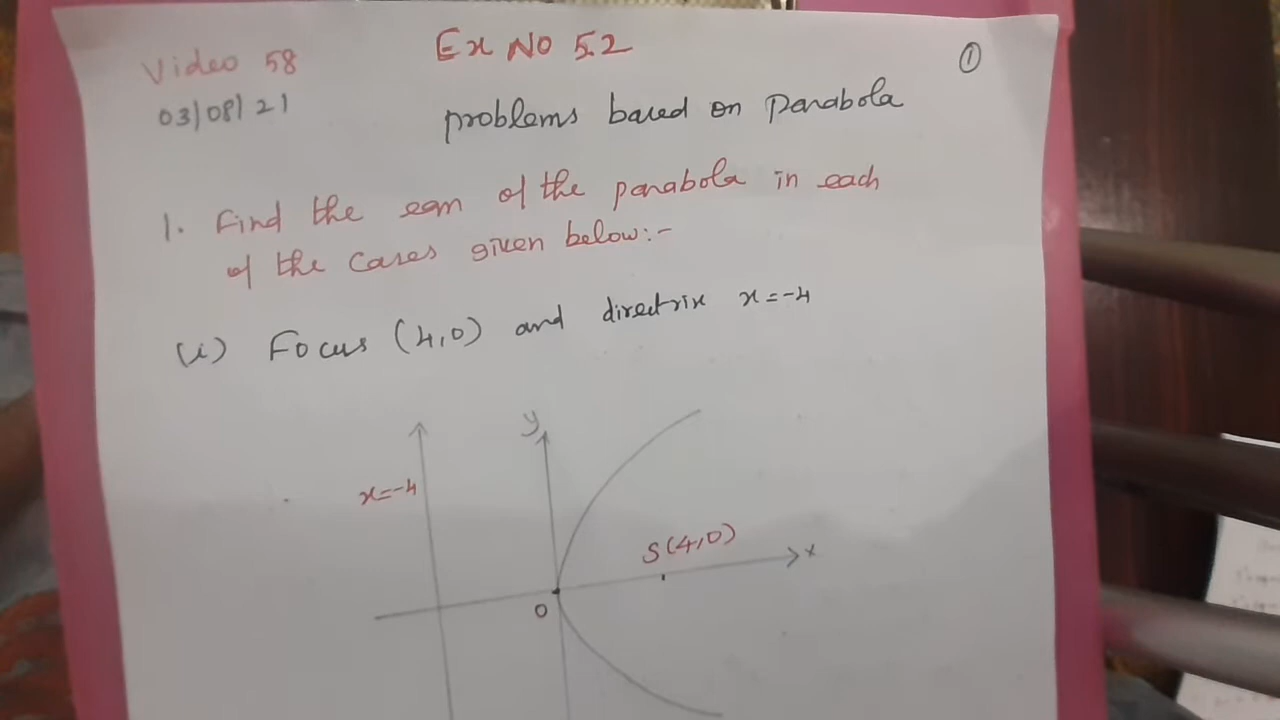 Video 58
Ex No 5.2
①
03/08/21
problems based on Parabola
1. Find the eqn of the parabola in each
of the cases given below:-
(i) Focus (4,0) and directrix x=-4
y
x=-4
S(4,0)
x
0